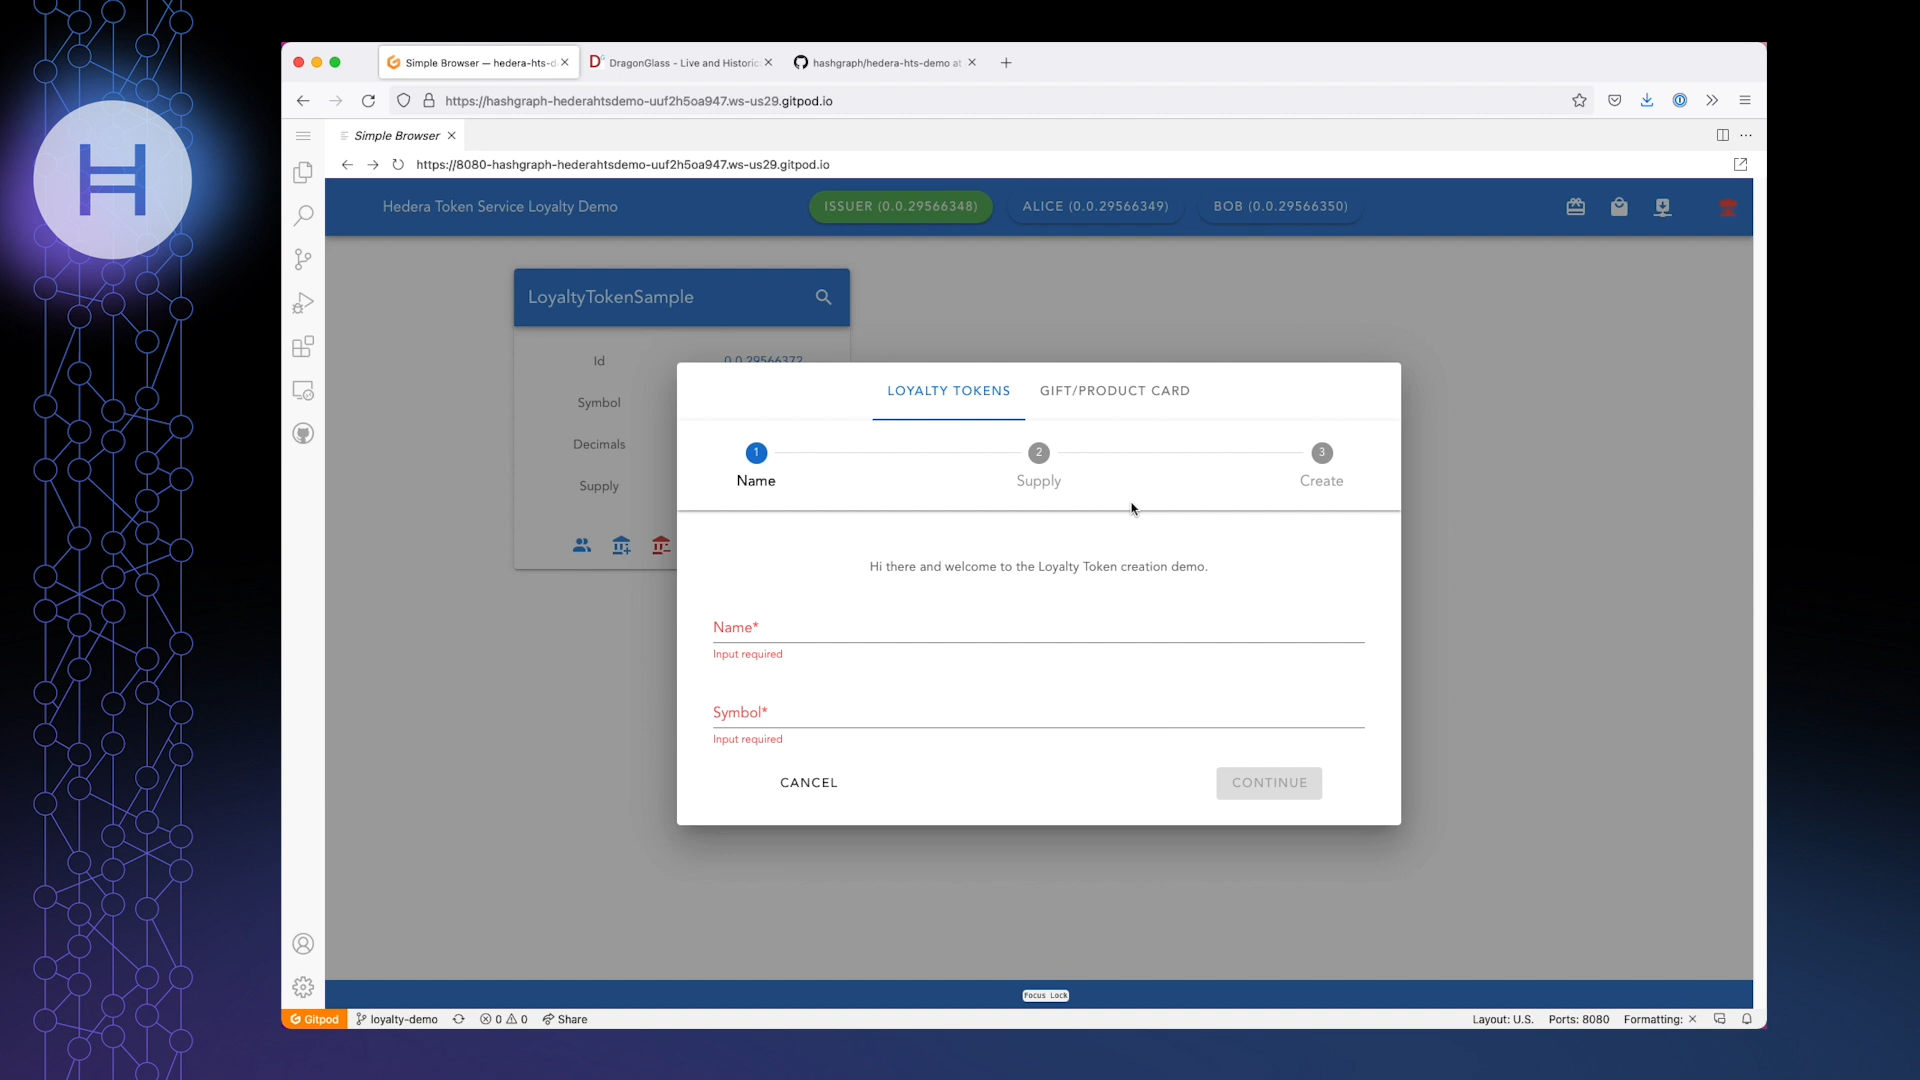 Simple Browser — hedera-hts-d
DragonGlass - Live and Historic
hashgraph/hedera-hts-demo at
https://hashgraph-hederahtsdemo-uuf2h5oa947.ws-us29.gitpod.io
Simple Browser
https://8080-hashgraph-hederahtsdemo-uuf2h5oa947.ws-us29.gitpod.io
Hedera Token Service Loyalty Demo
ISSUER (0.0.29566348)
ALICE (0.0.29566349)
BOB (0.0.29566350)
LoyaltyTokenSample
Id
0.0.29566372
Symbol
Decimals
Supply
LOYALTY TOKENS
GIFT/PRODUCT CARD
1
2
3
Name
Supply
Create
Hi there and welcome to the Loyalty Token creation demo.
Name*
Input required
Symbol*
Input required
CANCEL
CONTINUE
Focus Lock
Gitpod
loyalty-demo
0
0
Share
Layout: U.S.
Ports: 8080
Formatting: ×